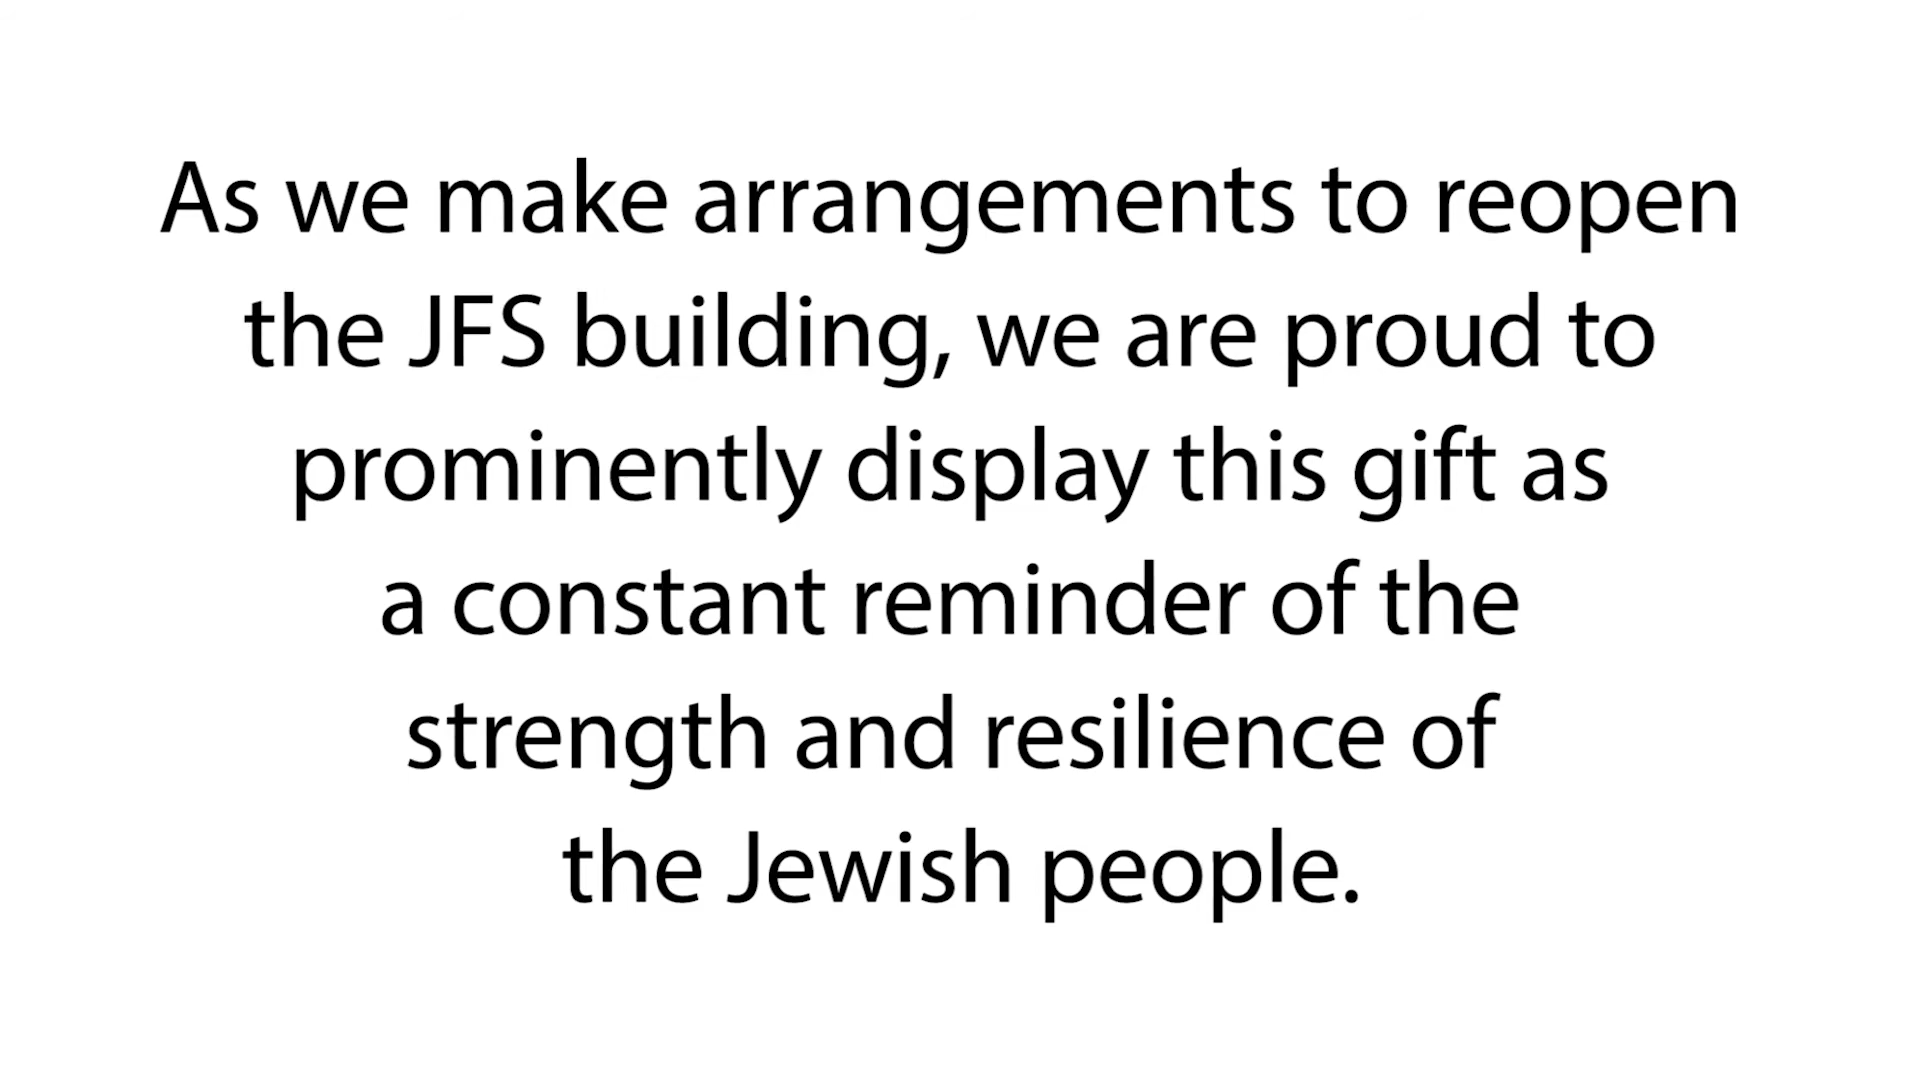 As we make arrangements to reopen
the JFS building, we are proud to
prominently display this gift as
a constant reminder of the
strength and resilience of
the Jewish people.